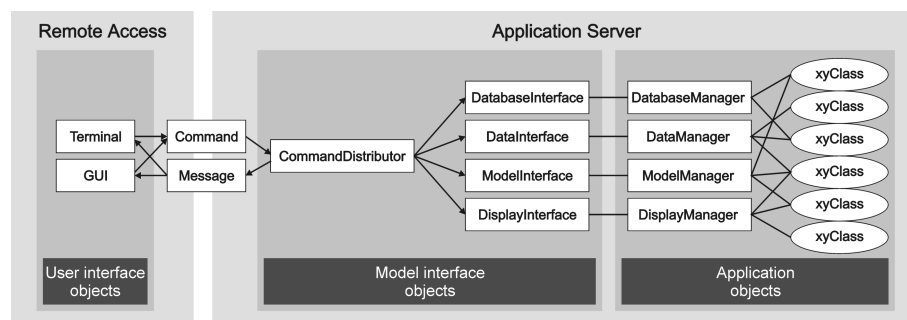 Remote Access
Application Server
Terminal
GUI
Command
Message
CommandDistributor
DatabaseInterface
DataInterface
ModelInterface
DisplayInterface
DatabaseManager
DataManager
ModelManager
DisplayManager
xyClass
xyClass
xyClass
xyClass
xyClass
xyClass
User interface
objects
Model interface
objects
Application
objects